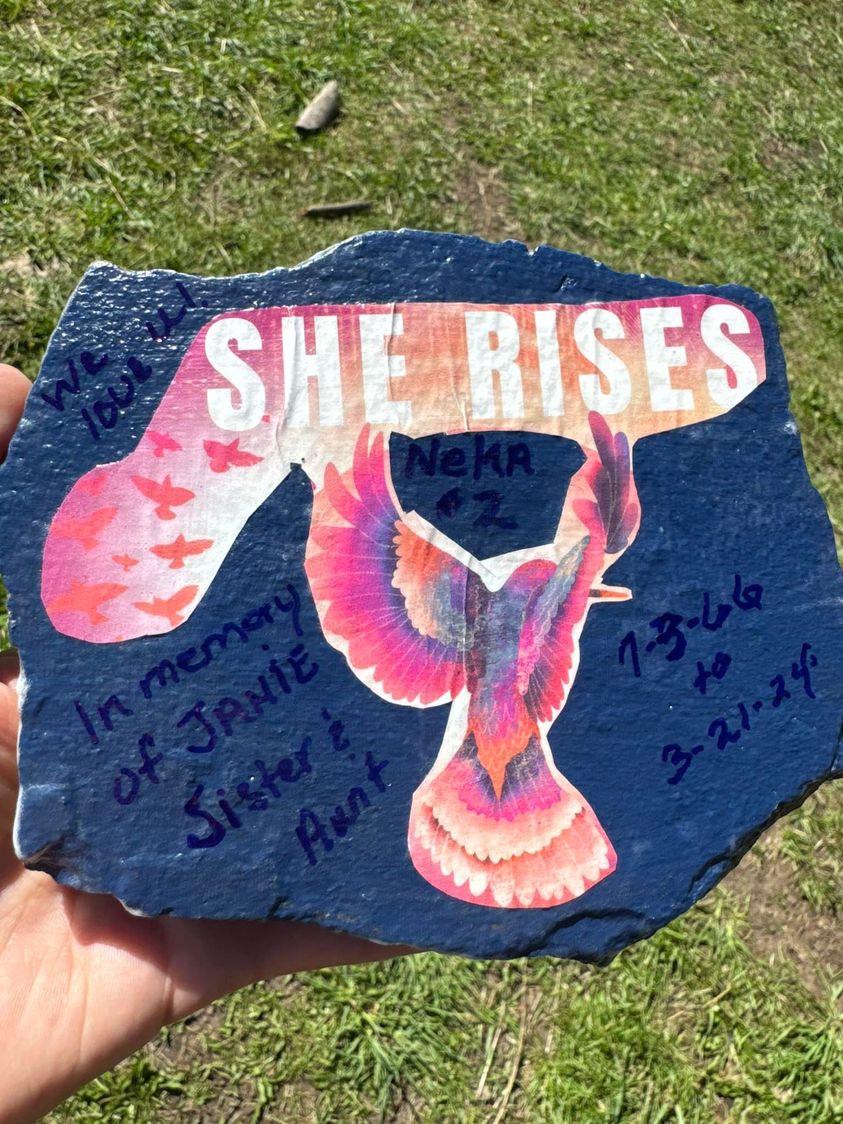 We
love u!
SHE RISES
NEKA
#2
In memory
of JANIE
Sister &
Aunt
7-3-66
to
3-21-24